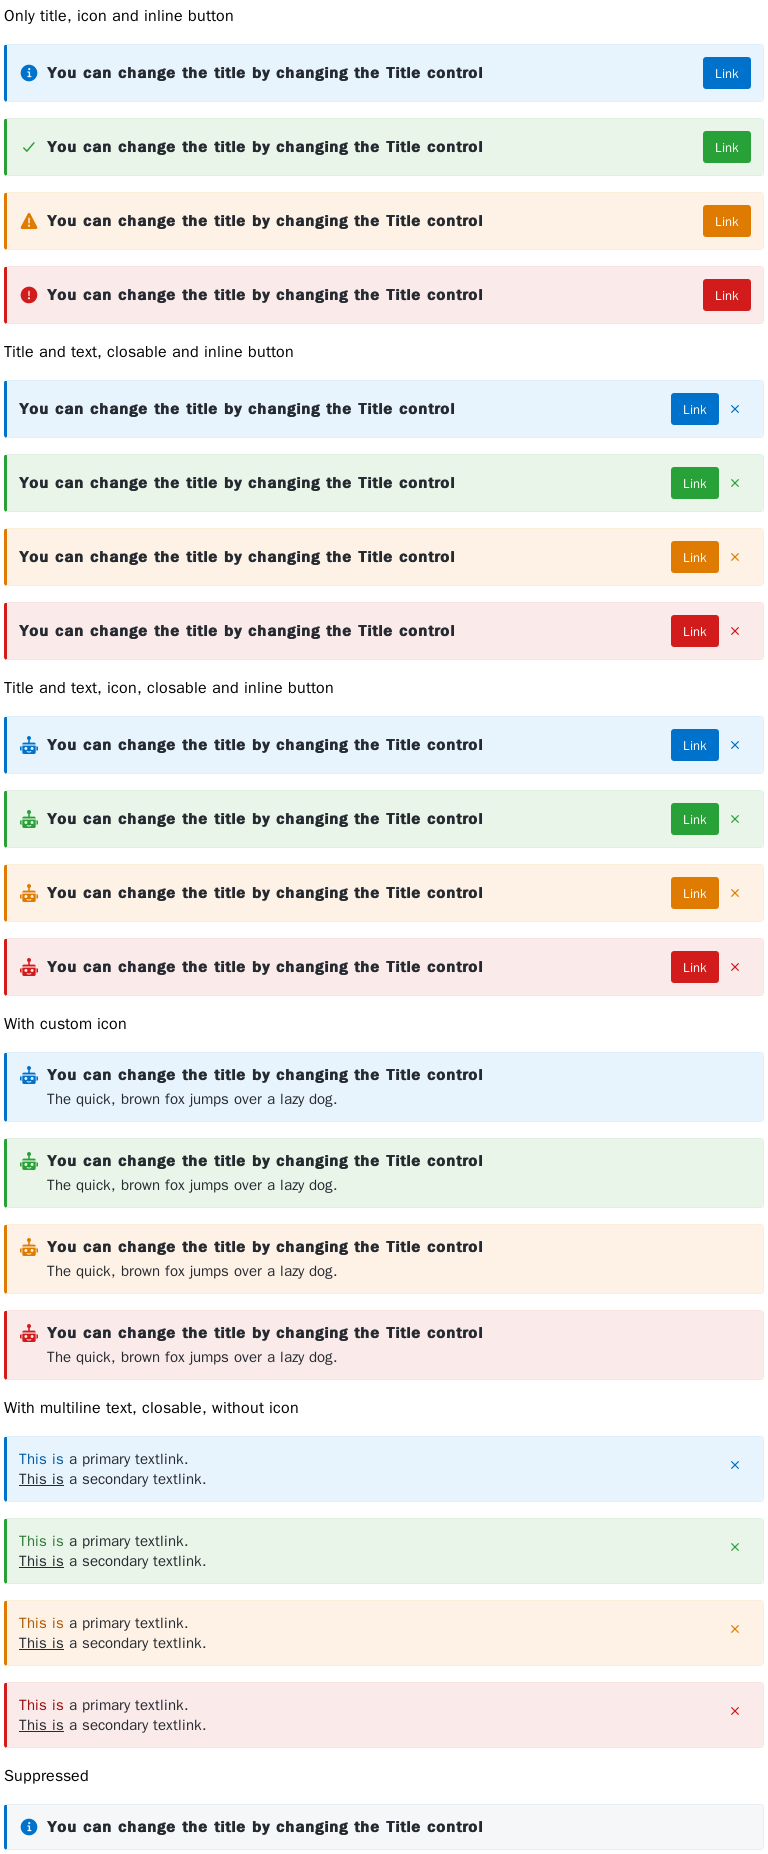 Only title, icon and inline button
You can change the title by changing the Title control Link
You can change the title by changing the Title control Link
You can change the title by changing the Title control Link
You can change the title by changing the Title control Link
Title and text, closable and inline button
You can change the title by changing the Title control Link
You can change the title by changing the Title control Link
You can change the title by changing the Title control Link
You can change the title by changing the Title control Link
Title and text, icon, closable and inline button
You can change the title by changing the Title control Link
You can change the title by changing the Title control Link
You can change the title by changing the Title control Link
You can change the title by changing the Title control Link
With custom icon
You can change the title by changing the Title control
The quick, brown fox jumps over a lazy dog.
You can change the title by changing the Title control
The quick, brown fox jumps over a lazy dog.
You can change the title by changing the Title control
The quick, brown fox jumps over a lazy dog.
You can change the title by changing the Title control
The quick, brown fox jumps over a lazy dog.
With multiline text, closable, without icon
This is a primary textlink.
This is a secondary textlink.
This is a primary textlink.
This is a secondary textlink.
This is a primary textlink.
This is a secondary textlink.
This is a primary textlink.
This is a secondary textlink.
Suppressed
You can change the title by changing the Title control